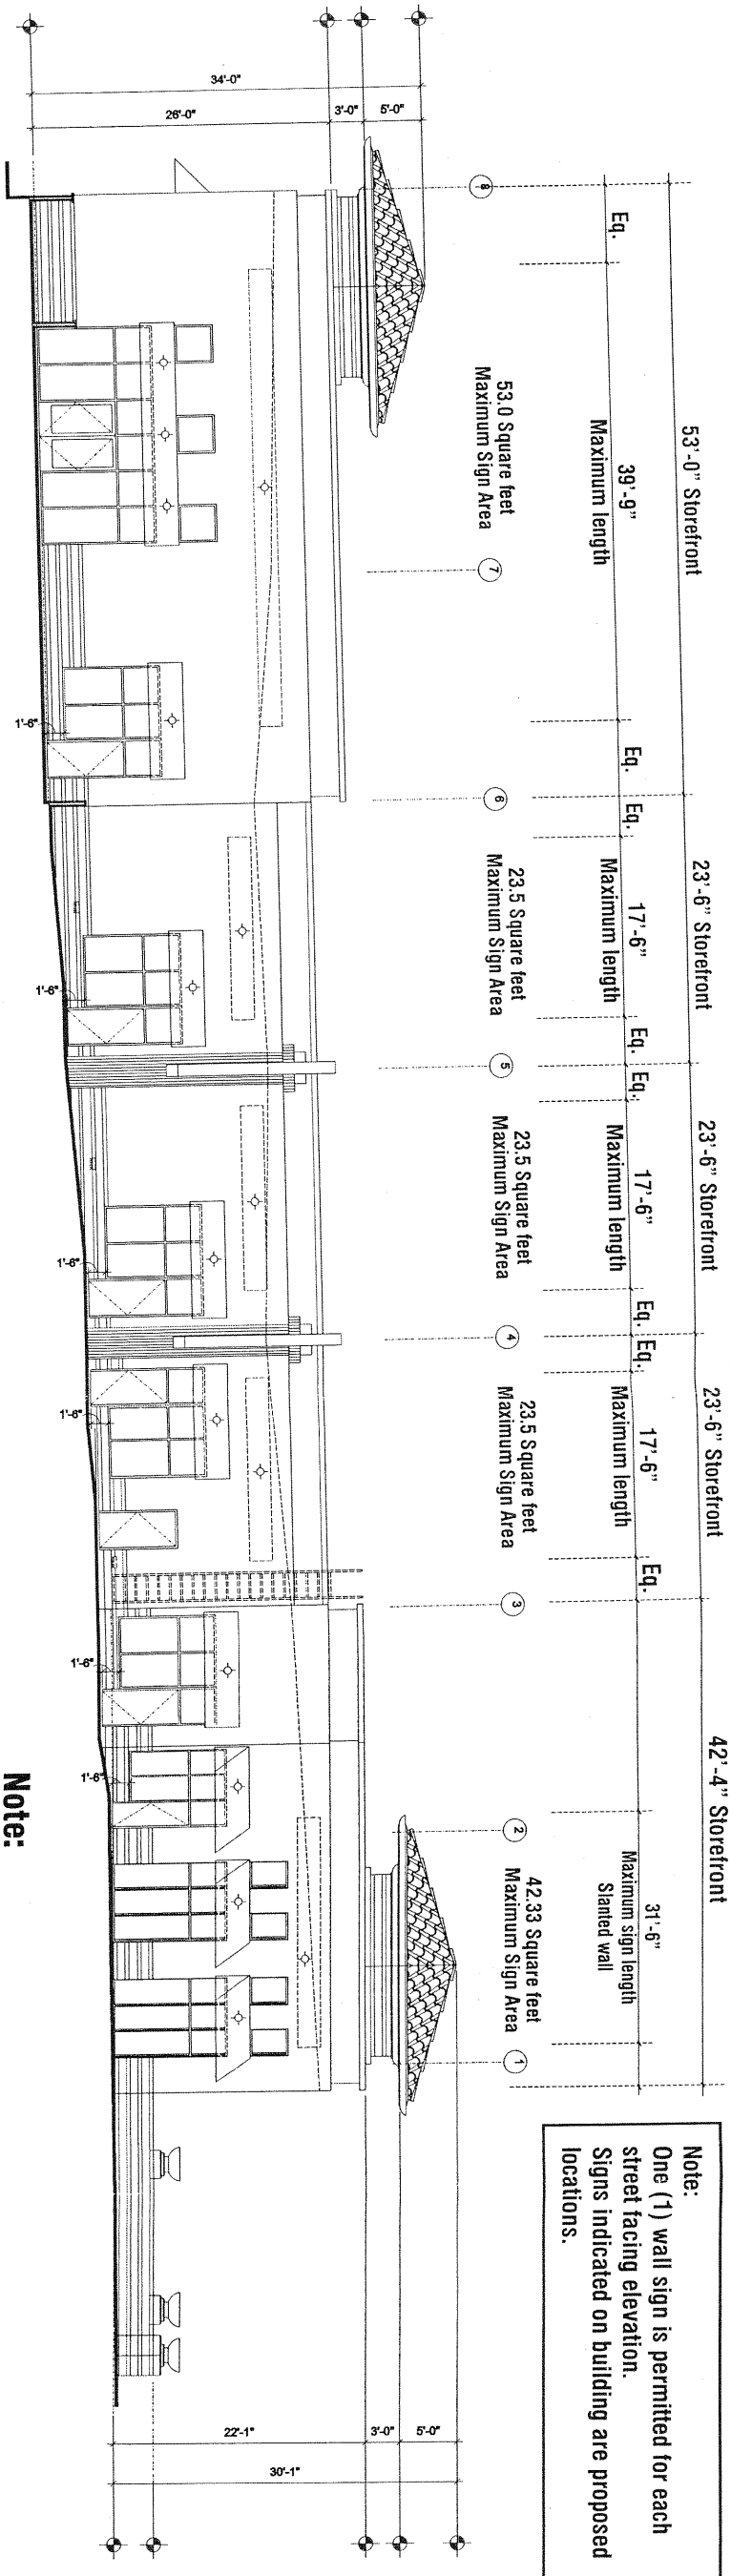 53'-0" Storefront
23'-6" Storefront
23'-6" Storefront
23'-6" Storefront
42'-4" Storefront
Eq.
39'-9"
Maximum length
Eq.
Eq.
17'-6"
Maximum length
Eq.
Eq.
17'-6"
Maximum length
Eq.
Eq.
17'-6"
Maximum length
Eq.
31'-6"
Maximum sign length
Slanted wall
53.0 Square feet
Maximum Sign Area
23.5 Square feet
Maximum Sign Area
23.5 Square feet
Maximum Sign Area
23.5 Square feet
Maximum Sign Area
42.33 Square feet
Maximum Sign Area
8
7
6
5
4
3
2
1
34'-0"
26'-0"
3'-0"
5'-0"
1'-6"
1'-6"
1'-6"
1'-6"
1'-6"
1'-6"
22'-1"
3'-0"
5'-0"
30'-1"
Note:
One (1) wall sign is permitted for each
street facing elevation.
Signs indicated on building are proposed
locations.
Note: